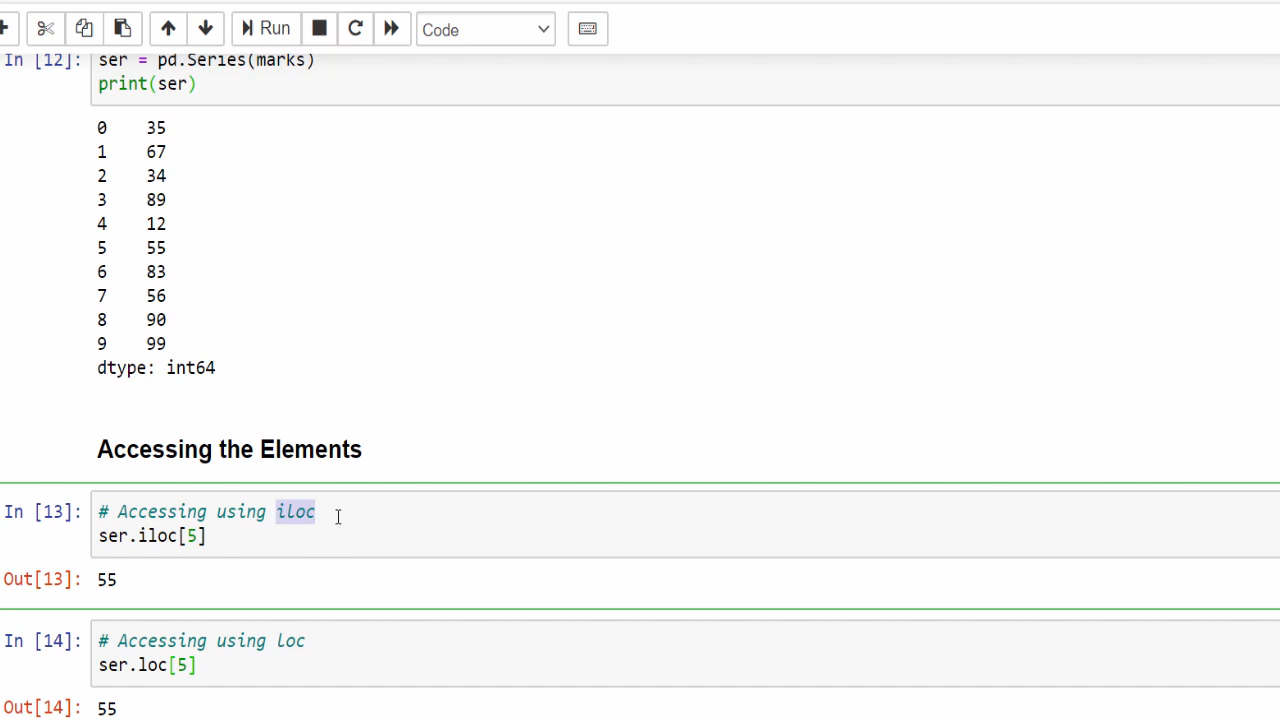 Run Code
In [12]: ser = pd.Series(marks)
print(ser)
0 35
1 67
2 34
3 89
4 12
5 55
6 83
7 56
8 90
9 99
dtype: int64
Accessing the Elements
In [13]: # Accessing using iloc
ser.iloc[5]
Out[13]: 55
In [14]: # Accessing using loc
ser.loc[5]
Out[14]: 55